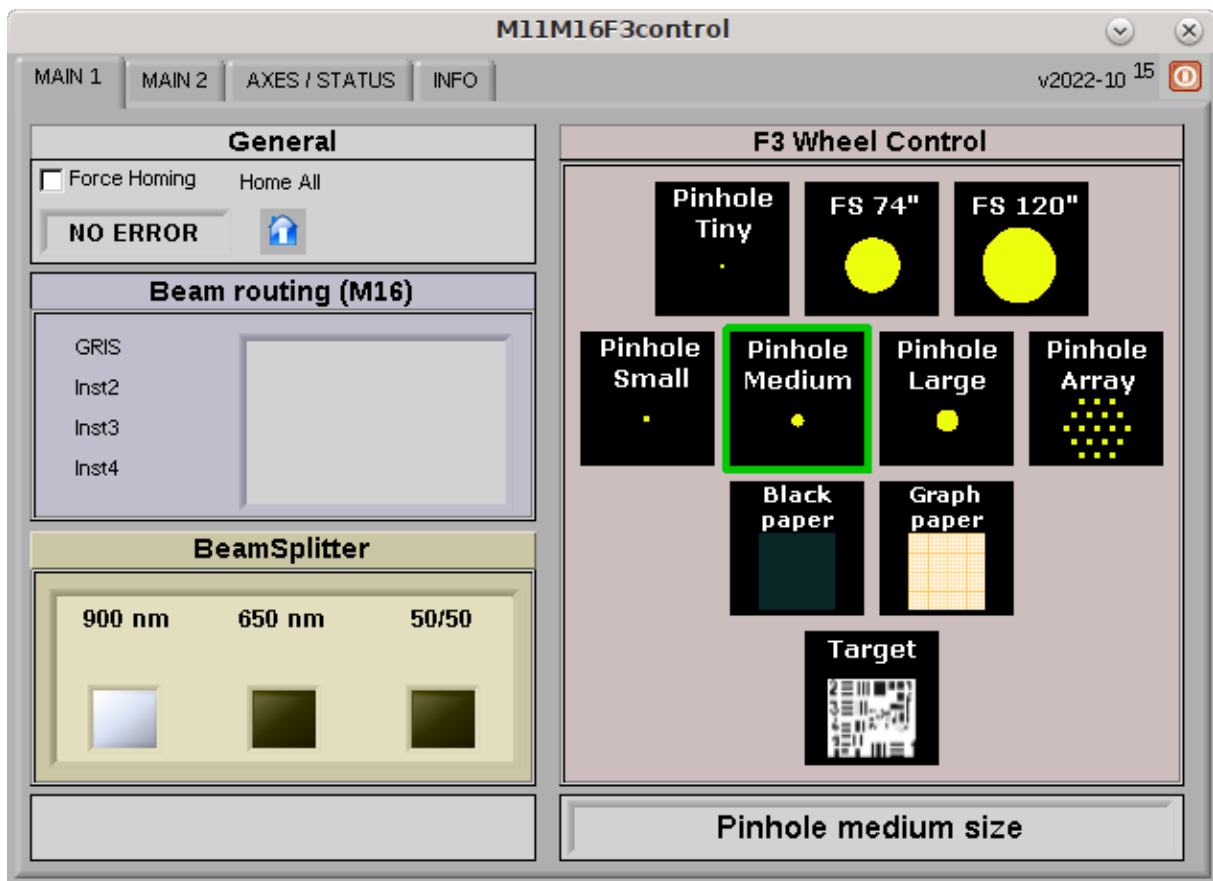 M11M16F3control
MAIN 1 MAIN 2 AXES / STATUS INFO v2022-10 15
General
Force Homing Home All
NO ERROR
Beam routing (M16)
GRIS
Inst2
Inst3
Inst4
BeamSplitter
900 nm 650 nm 50/50
F3 Wheel Control
Pinhole
Tiny
FS 74"
FS 120"
Pinhole
Small
Pinhole
Medium
Pinhole
Large
Pinhole
Array
Black
paper
Graph
paper
Target
Pinhole medium size